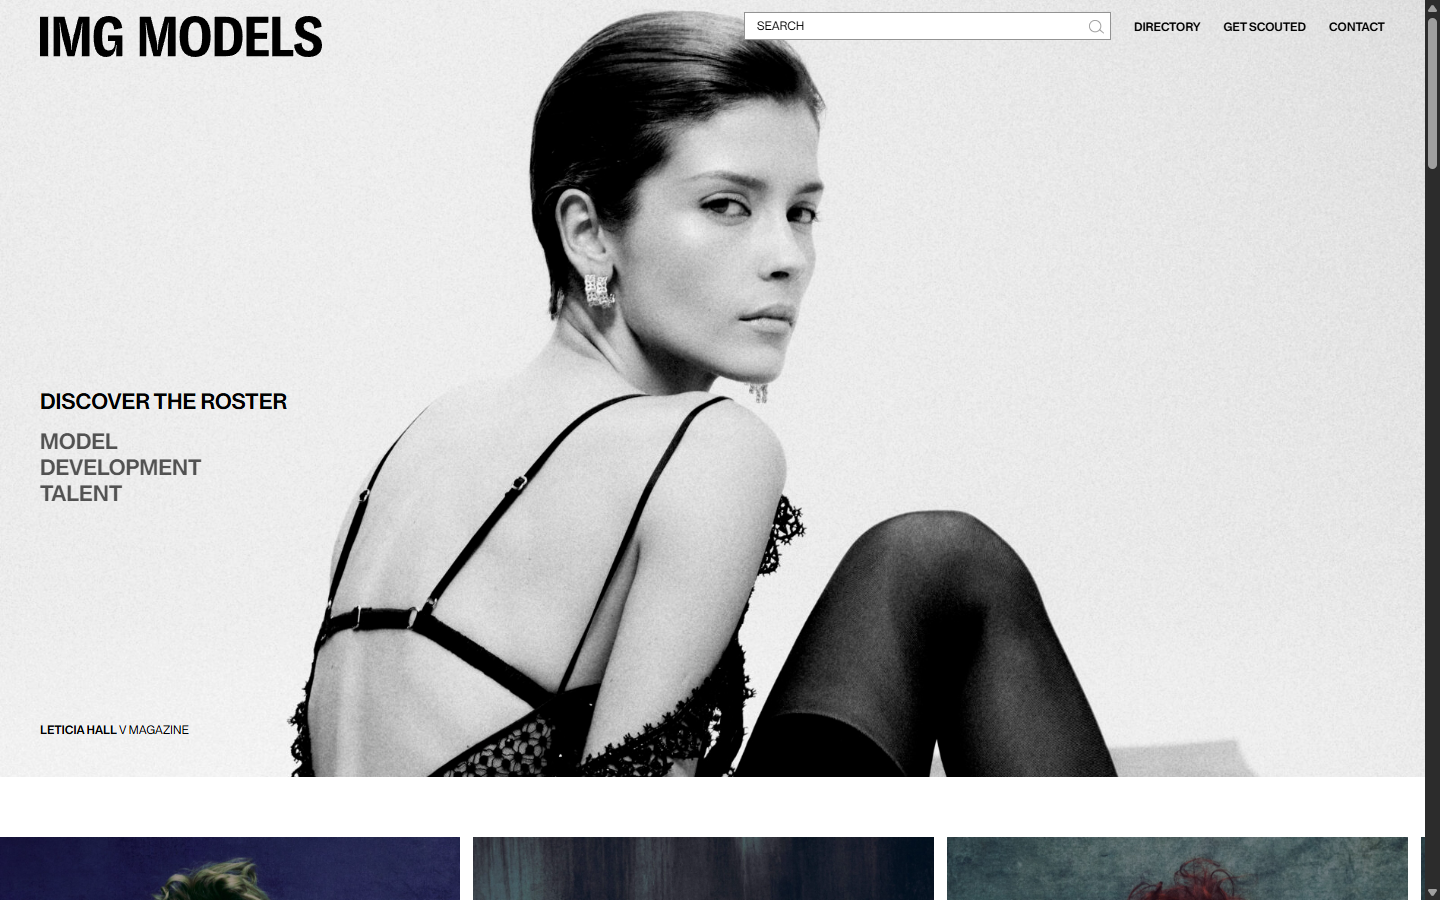 IMG MODELS
SEARCH
DIRECTORY
GET SCOUTED
CONTACT
DISCOVER THE ROSTER
MODEL
DEVELOPMENT
TALENT
LETICIA HALL V MAGAZINE